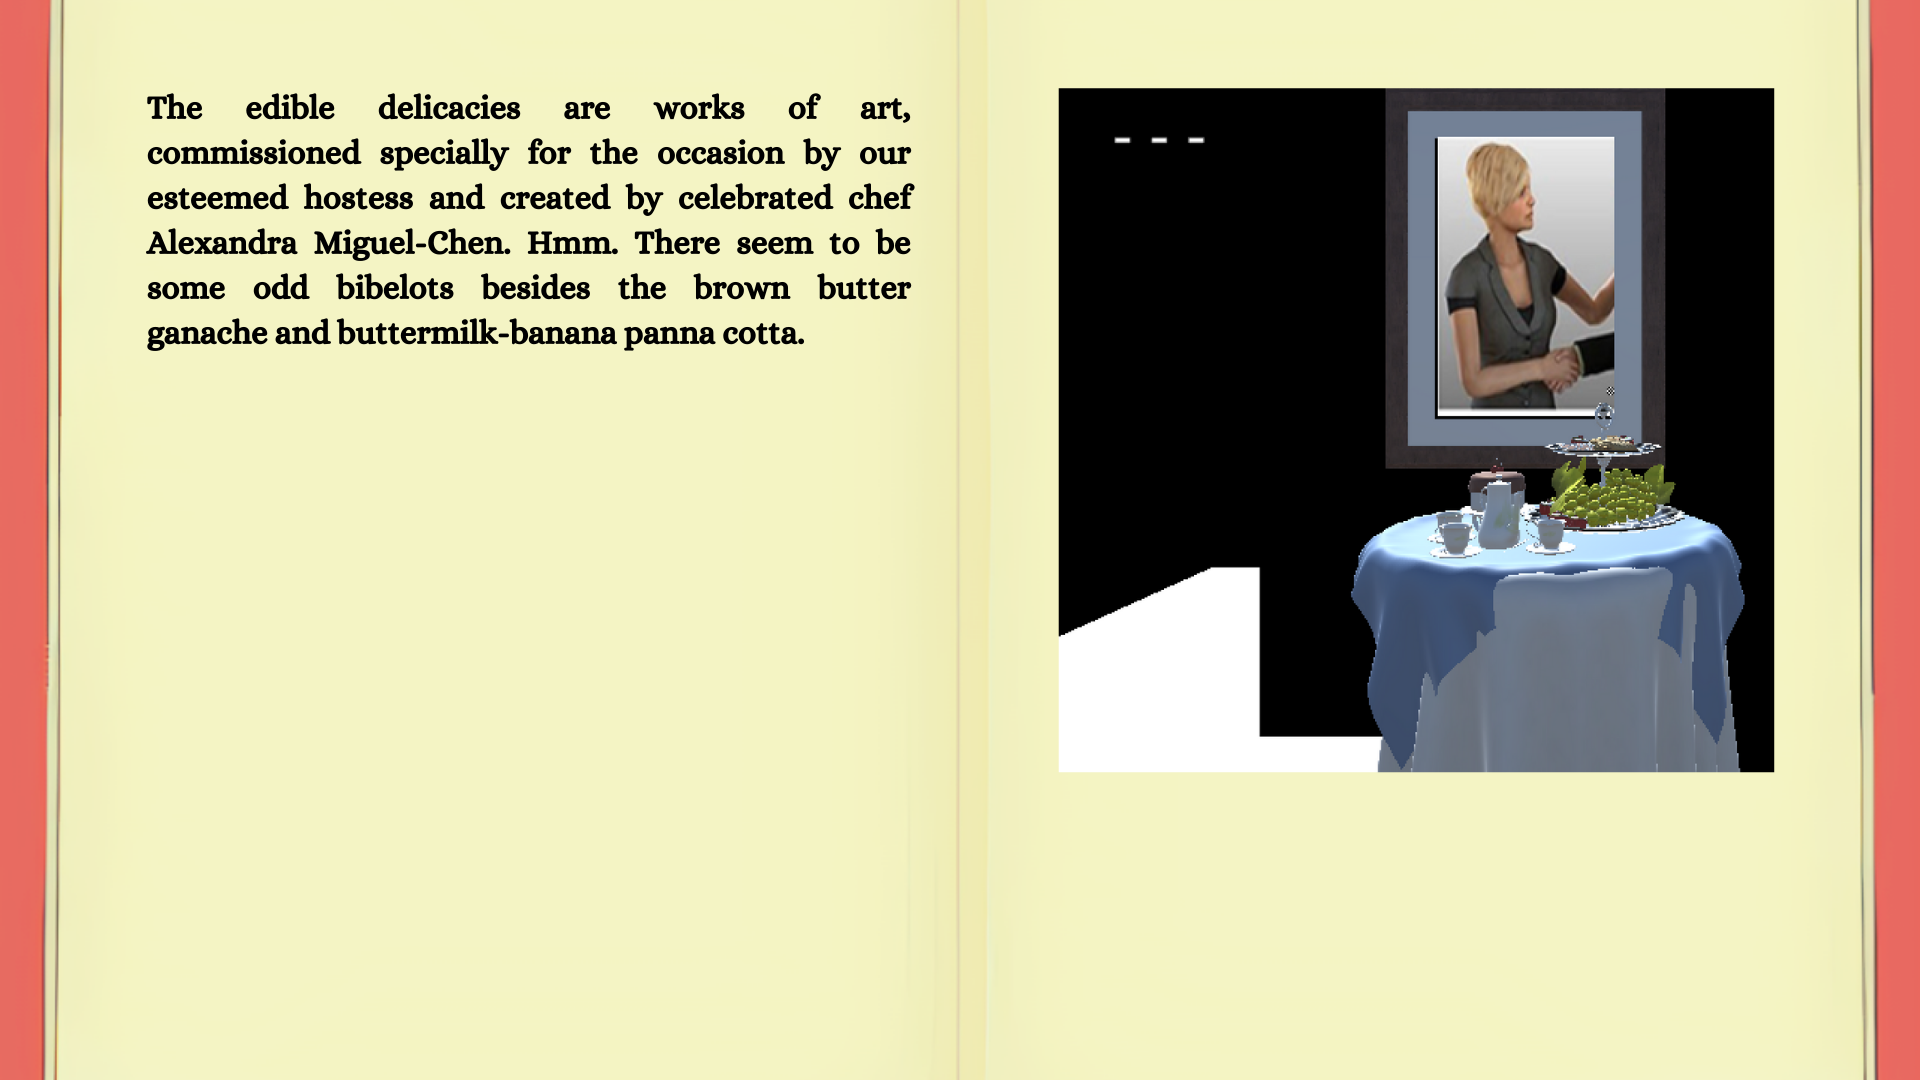 The edible delicacies are works of art,
commissioned specially for the occasion by our
esteemed hostess and created by celebrated chef
Alexandra Miguel-Chen. Hmm. There seem to be
some odd bibelots besides the brown butter
ganache and buttermilk-banana panna cotta.